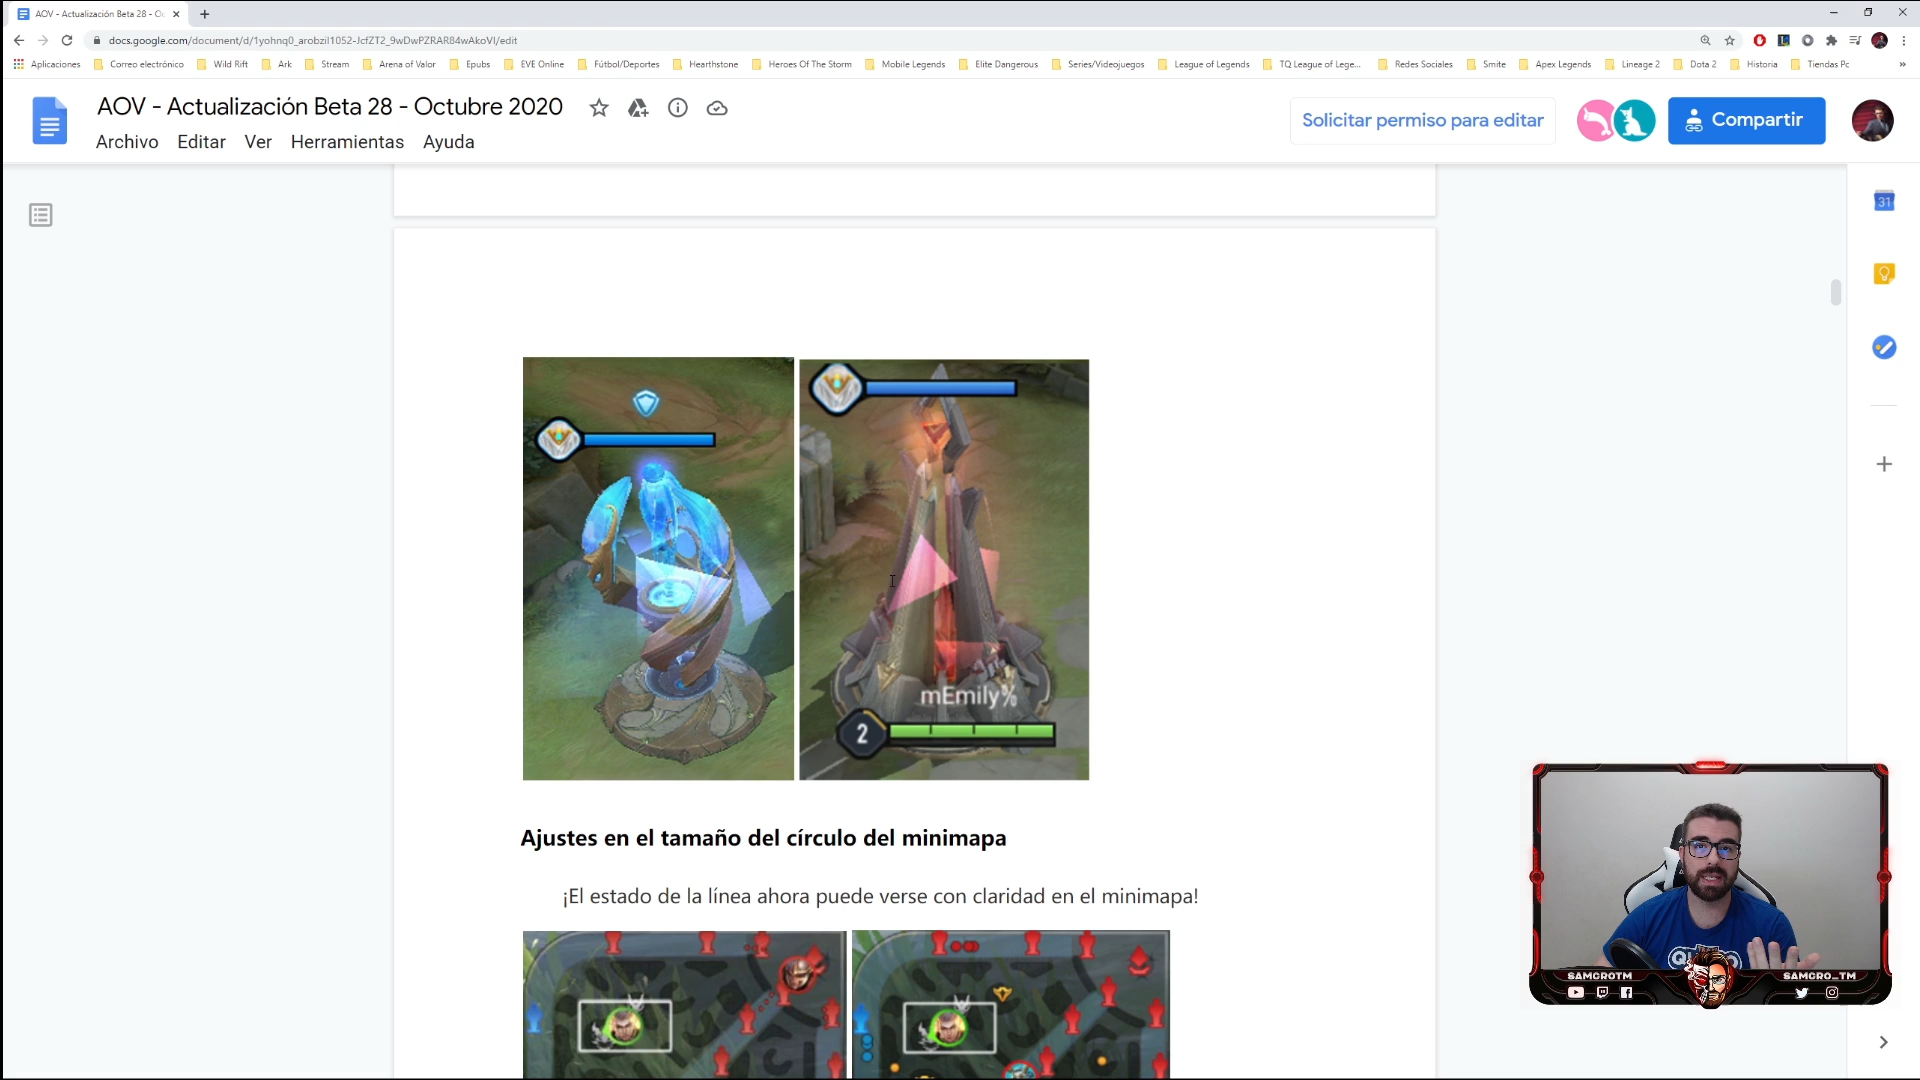 AOV - Actualización Beta 28 - Oc
docs.google.com/document/d/1yohnq0_arobzil1052-JcfZT2_9wDwPZRAR84wAkoVI/edit
Aplicaciones Correo electrónico Wild Rift Ark Stream Arena of Valor Epubs EVE Online Fútbol/Deportes Hearthstone Heroes Of The Storm Mobile Legends Elite Dangerous Series/Videojuegos League of Legends TQ League of Lege... Redes Sociales Smite Apex Legends Lineage 2 Dota 2 Historia Tiendas Pc »
AOV - Actualización Beta 28 - Octubre 2020
Archivo Editar Ver Herramientas Ayuda
Solicitar permiso para editar
Compartir
31
mEmily%
2
Ajustes en el tamaño del círculo del minimapa
¡El estado de la línea ahora puede verse con claridad en el minimapa!
SAMCROTM
SAMCRO_TM